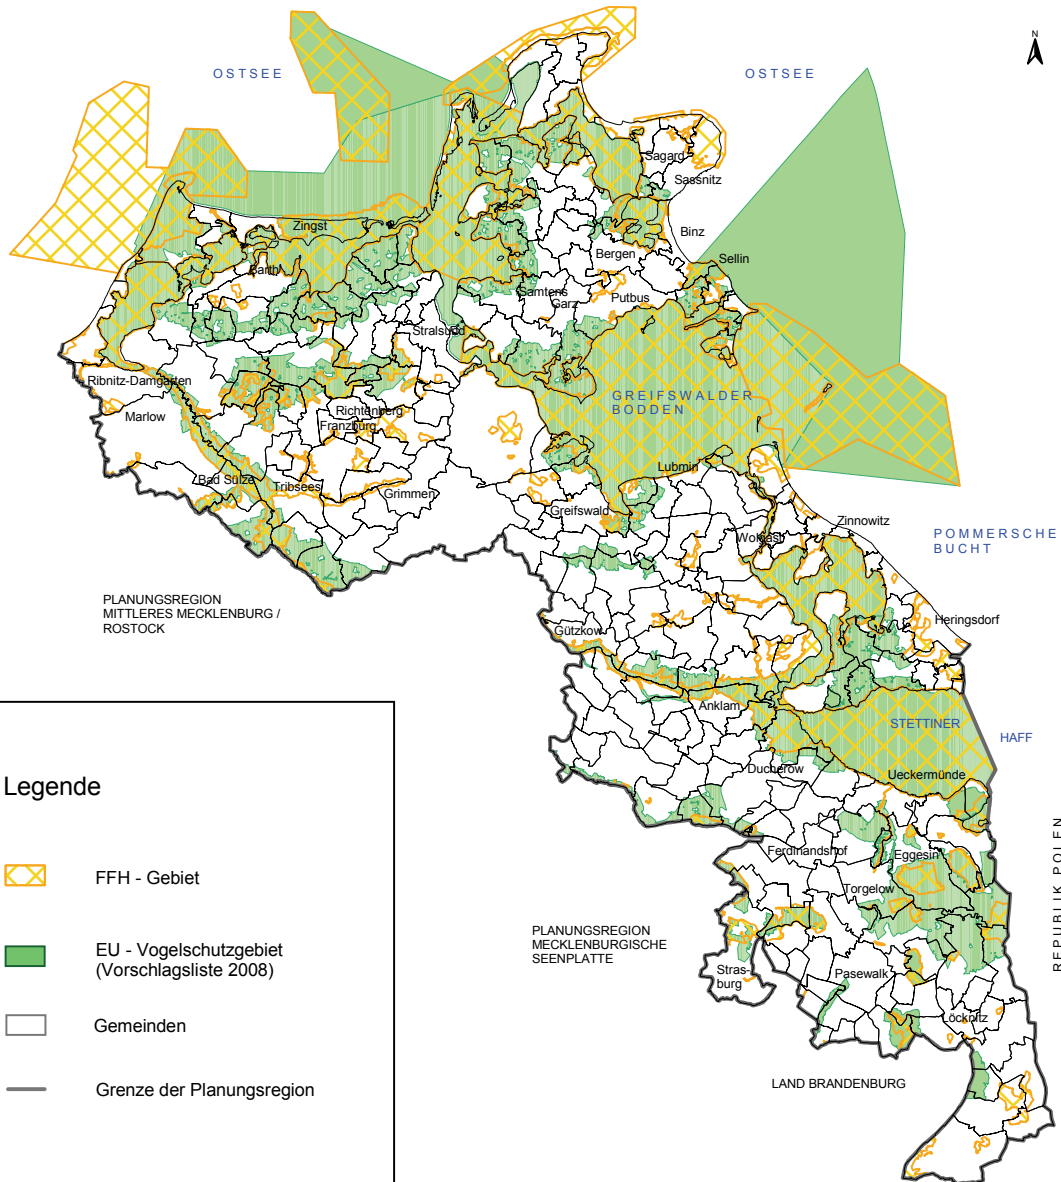 N
OSTSEE
OSTSEE
Sagard
Sassnitz
Zingst
Binz
Bergen
Sellin
Barth
Samtens
Garz
Putbus
Stralsund
Ribnitz-Damgarten
GREIFSWALDER
BODDEN
Marlow
Richtenberg
Franzburg
Lubmin
Bad Sülze
Tribsees
Grimmen
Greifswald
Zinnowitz
Wolgast
POMMERSCHE
BUCHT
PLANUNGSREGION
MITTLERES MECKLENBURG /
ROSTOCK
Gützkow
Heringsdorf
Anklam
STETTINER
HAFF
Ducherow
Ueckermünde
Ferdinandshof
Eggesin
Torgelow
REPUBLIK POLEN
PLANUNGSREGION
MECKLENBURGISCHE
SEENPLATTE
Stras-
burg
Pasewalk
Löcknitz
LAND BRANDENBURG
Legende
FFH - Gebiet
EU - Vogelschutzgebiet
(Vorschlagsliste 2008)
Gemeinden
Grenze der Planungsregion